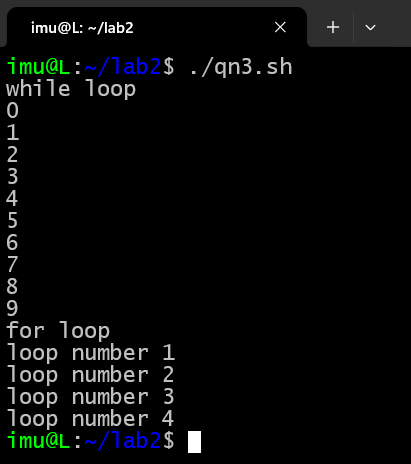 imu@L: ~/lab2
imu@L:~/lab2$ ./qn3.sh
while loop
0
1
2
3
4
5
6
7
8
9
for loop
loop number 1
loop number 2
loop number 3
loop number 4
imu@L:~/lab2$